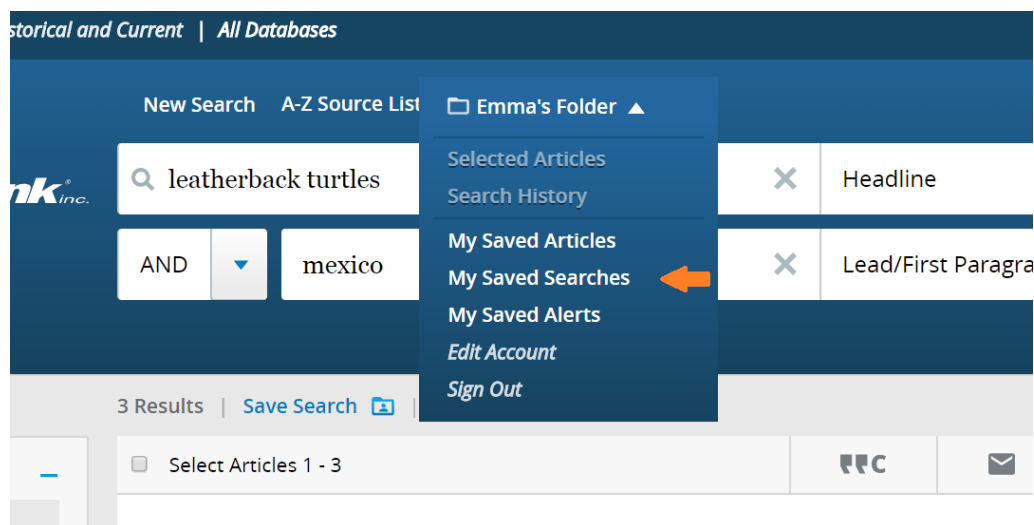 storical and Current | All Databases
New Search A-Z Source List
Emma's Folder
Selected Articles
Search History
My Saved Articles
My Saved Searches
My Saved Alerts
Edit Account
Sign Out
nk® inc.
leatherback turtles
Headline
AND mexico
Lead/First Paragra
3 Results | Save Search |
Select Articles 1 - 3
C